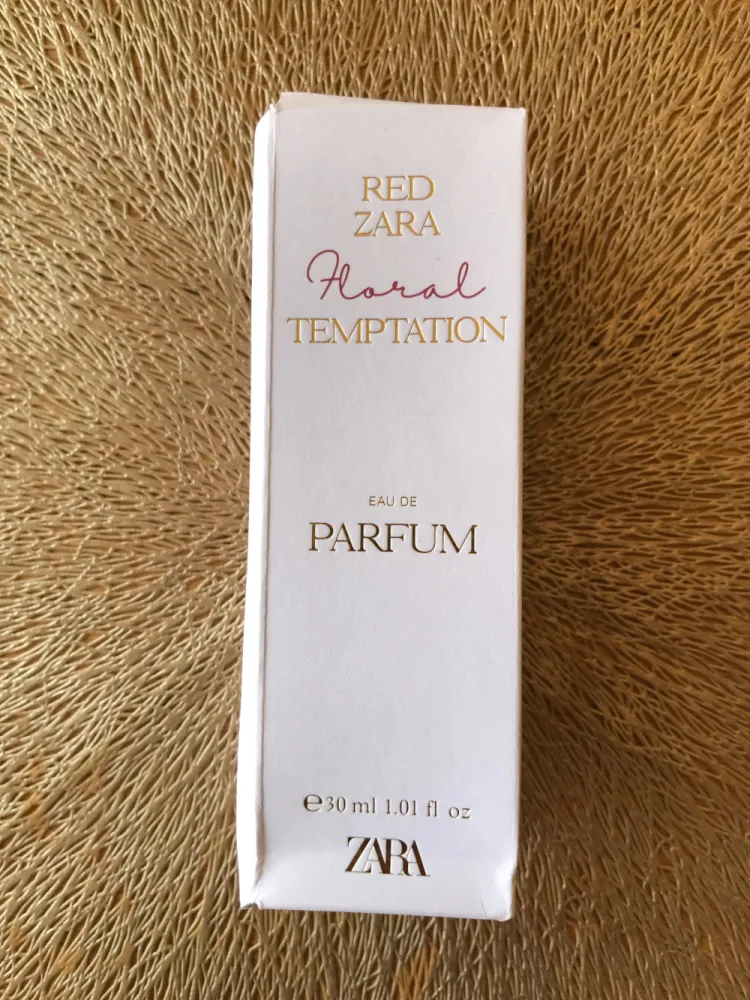 RED
ZARA
Floral
TEMPTATION
EAU DE
PARFUM
℮30 ml 1.01 fl oz
ZARA